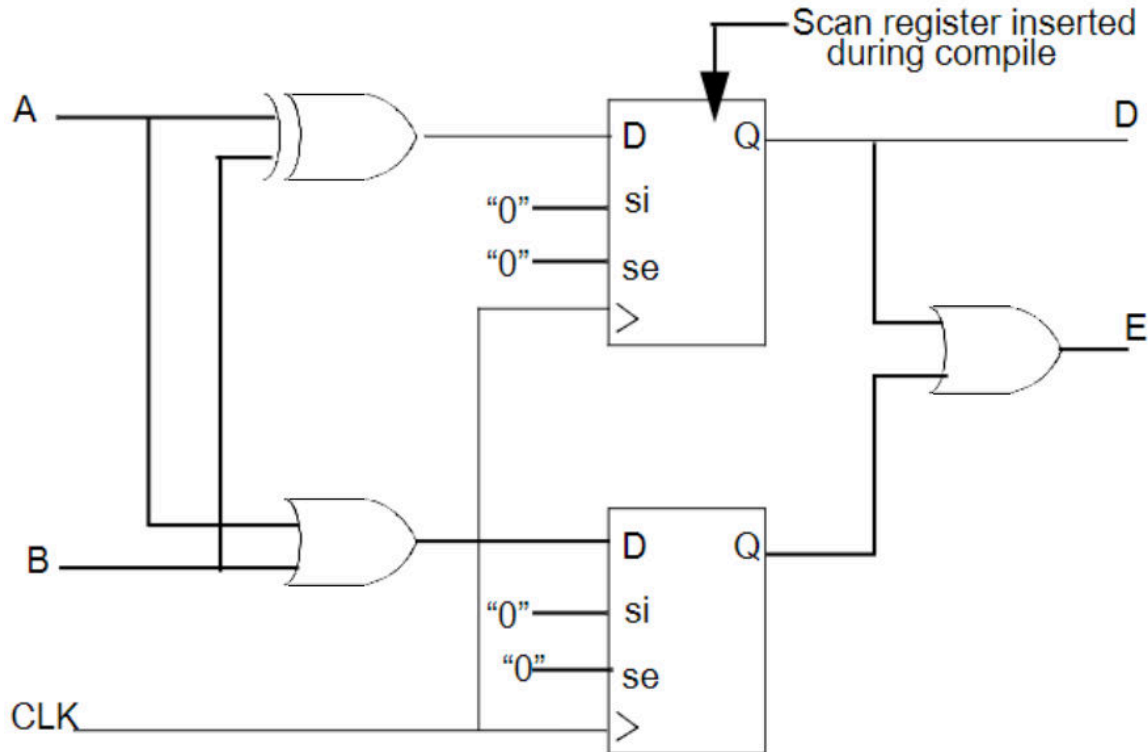 Scan register inserted
during compile
A
D
D
Q
si
"0"
se
"0"
E
B
D
Q
si
"0"
se
"0"
CLK